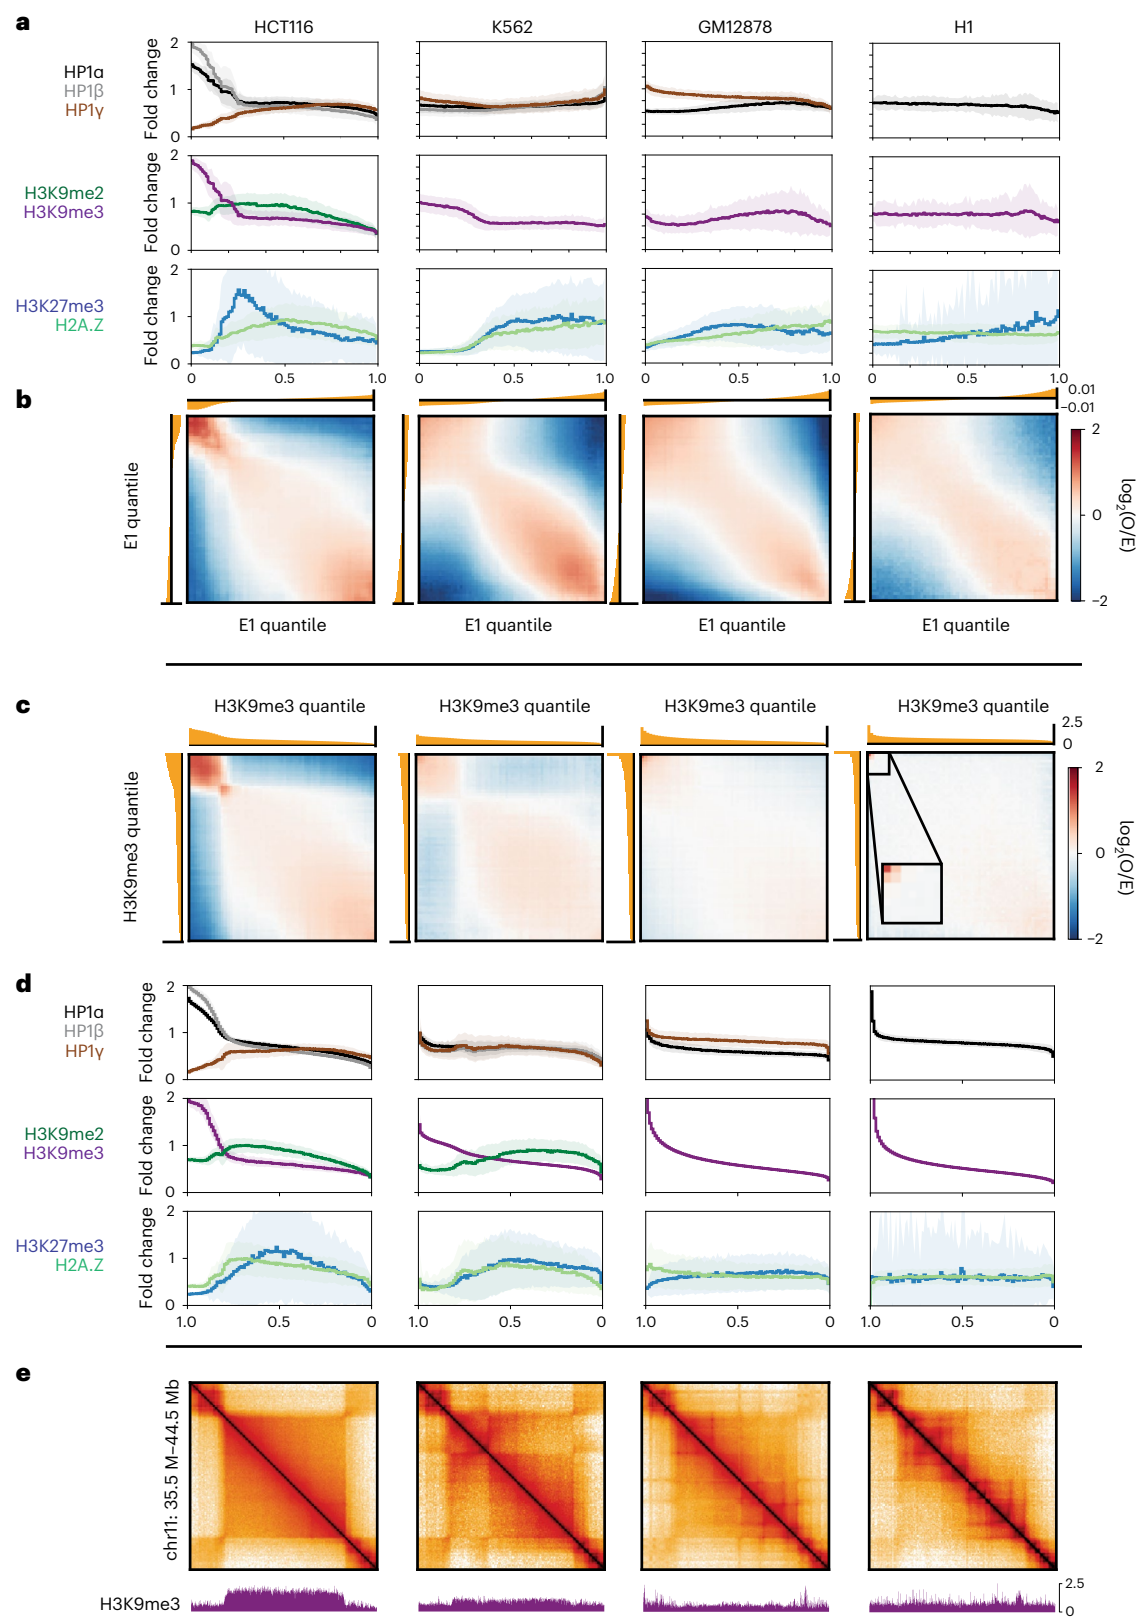 a
HCT116 K562 GM12878 H1
HP1α
HP1β
HP1γ
Fold change
2
1
0
H3K9me2
H3K9me3
Fold change
2
1
0
H3K27me3
H2A.Z
Fold change
2
1
0
0 0.5 1.0 0 0.5 1.0 0 0.5 1.0 0 0.5 1.0
b
0.01
−0.01
E1 quantile
2
0
−2
log2(O/E)
E1 quantile E1 quantile E1 quantile E1 quantile
c
H3K9me3 quantile H3K9me3 quantile H3K9me3 quantile H3K9me3 quantile
2.5
0
H3K9me3 quantile
2
0
−2
log2(O/E)
d
HP1α
HP1β
HP1γ
Fold change
2
1
0
H3K9me2
H3K9me3
Fold change
2
1
0
H3K27me3
H2A.Z
Fold change
2
1
0
1.0 0.5 0 1.0 0.5 0 1.0 0.5 0 1.0 0.5 0
e
chr11: 35.5 M–44.5 Mb
H3K9me3
2.5
0